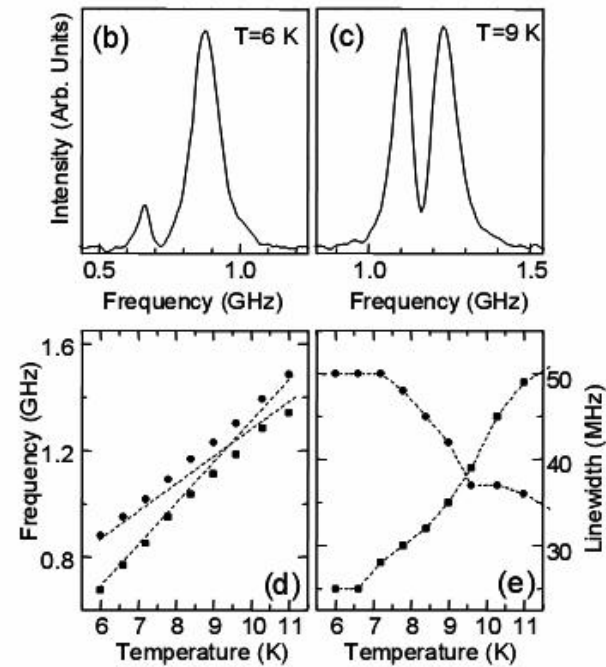 (b) T=6 K
(c) T=9 K
Intensity (Arb. Units)
0.5 1.0
1.0 1.5
Frequency (GHz)
Frequency (GHz)
1.6
1.2
0.8
Frequency (GHz)
(d)
6 7 8 9 10 11
Temperature (K)
50
40
30
Linewidth (MHz)
(e)
6 7 8 9 10 11
Temperature (K)